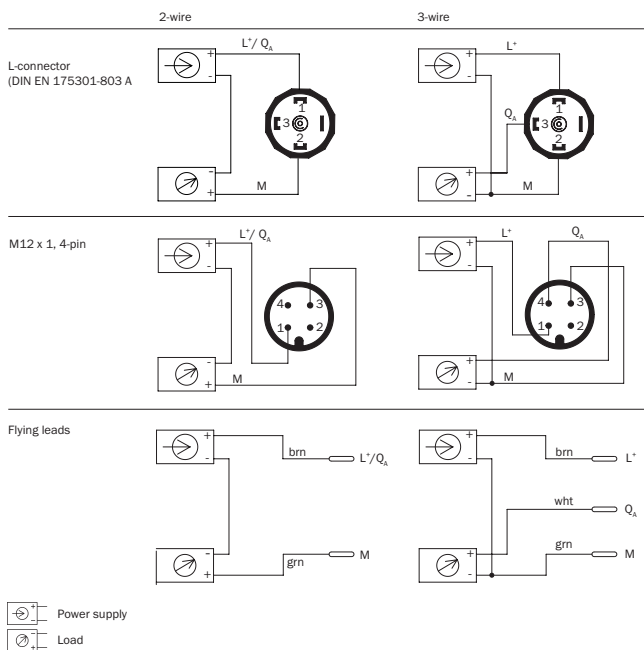 2-wire 3-wire
L-connector
(DIN EN 175301-803 A
+ L⁺/ Q_A
-
1
3
2
-
+ M
+ L⁺
-
1
Q_A 3
2
+
- M
M12 x 1, 4-pin
+ L⁺/ Q_A
-
4 3
1 2
-
+ M
+ L⁺ Q_A
-
4 3
1 2
+
- M
Flying leads
+ brn L⁺/Q_A
-
-
+ grn M
+ brn L⁺
-
wht Q_A
+ grn M
-
+
- Power supply
-
+ Load